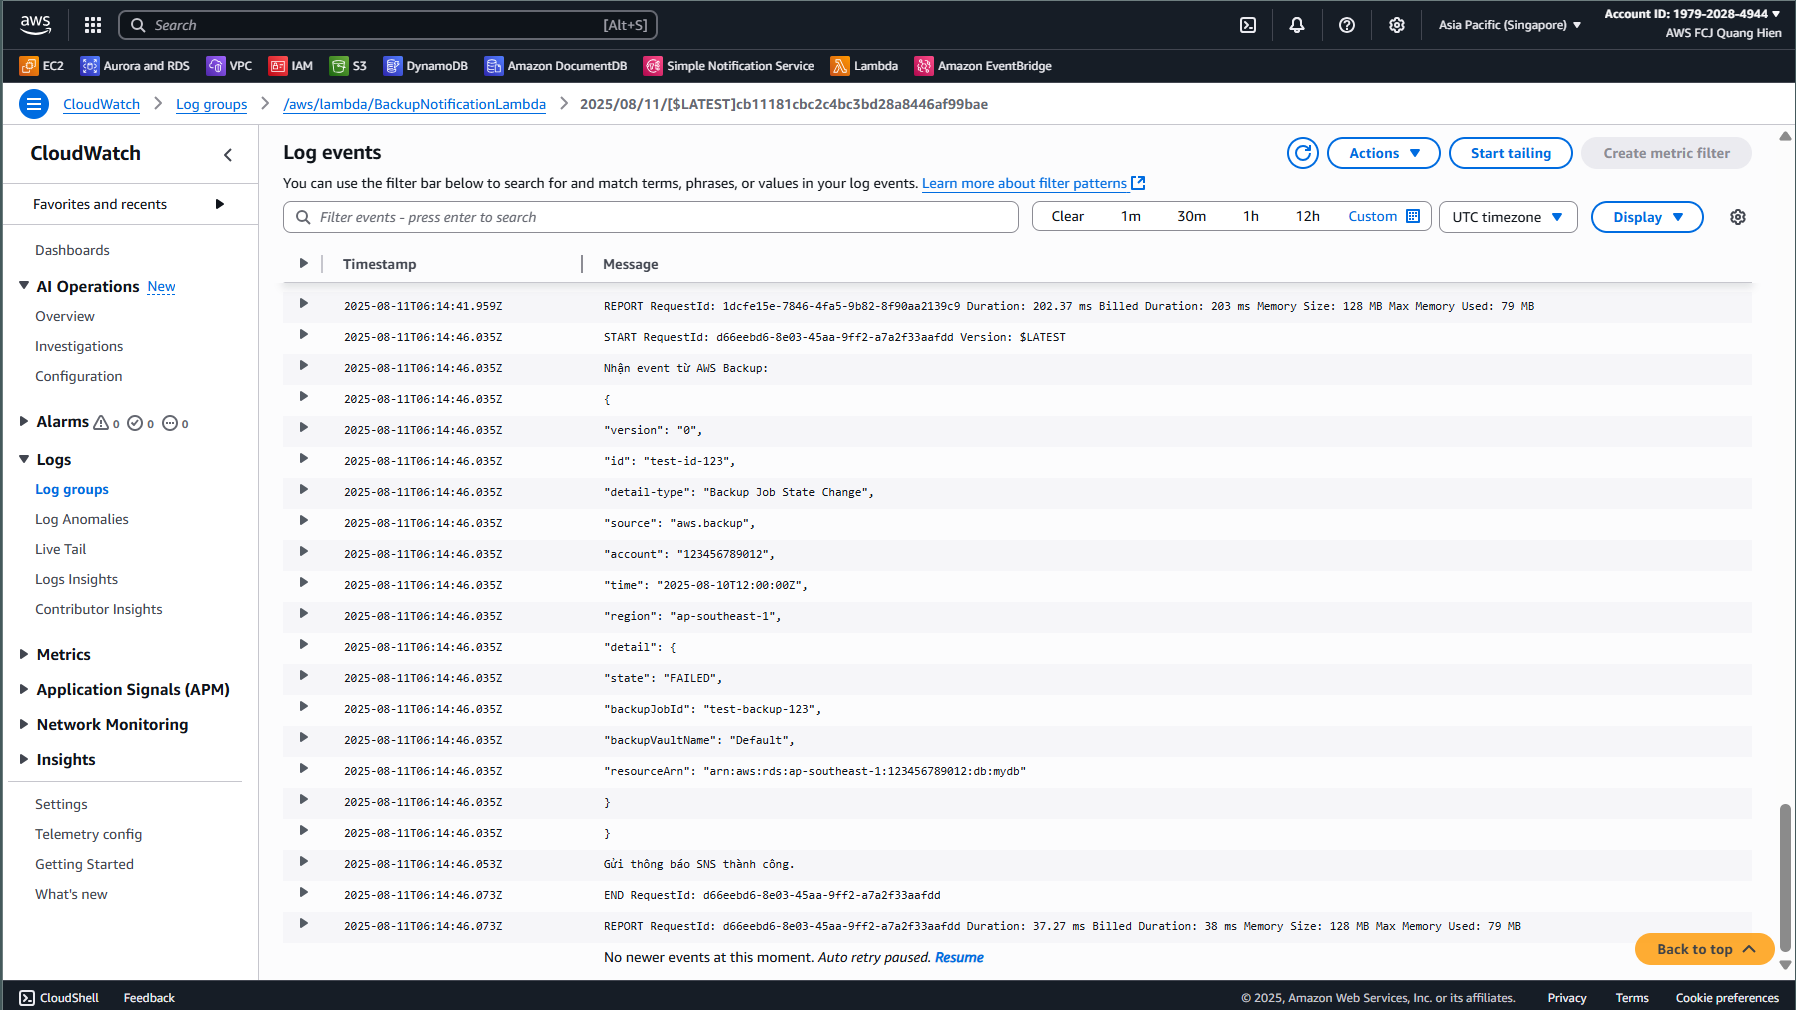 aws
Search [Alt+S]
Asia Pacific (Singapore)
Account ID: 1979-2028-4944
AWS FCJ Quang Hien
EC2 Aurora and RDS VPC IAM S3 DynamoDB Amazon DocumentDB Simple Notification Service Lambda Amazon EventBridge
CloudWatch Log groups /aws/lambda/BackupNotificationLambda 2025/08/11/[$LATEST]cb11181cbc2c4bc3bd28a8446af99bae
CloudWatch
Favorites and recents
Dashboards
AI Operations New
Overview
Investigations
Configuration
Alarms 0 0 0
Logs
Log groups
Log Anomalies
Live Tail
Logs Insights
Contributor Insights
Metrics
Application Signals (APM)
Network Monitoring
Insights
Settings
Telemetry config
Getting Started
What's new
Log events
Actions
Start tailing
Create metric filter
You can use the filter bar below to search for and match terms, phrases, or values in your log events. Learn more about filter patterns
Filter events - press enter to search
Clear 1m 30m 1h 12h Custom
UTC timezone
Display
Timestamp Message
2025-08-11T06:14:41.959Z REPORT RequestId: 1dcfe15e-7846-4fa5-9b82-8f90aa2139c9 Duration: 202.37 ms Billed Duration: 203 ms Memory Size: 128 MB Max Memory Used: 79 MB
2025-08-11T06:14:46.035Z START RequestId: d66eebd6-8e03-45aa-9ff2-a7a2f33aafdd Version: $LATEST
2025-08-11T06:14:46.035Z Nhận event từ AWS Backup:
2025-08-11T06:14:46.035Z {
2025-08-11T06:14:46.035Z "version": "0",
2025-08-11T06:14:46.035Z "id": "test-id-123",
2025-08-11T06:14:46.035Z "detail-type": "Backup Job State Change",
2025-08-11T06:14:46.035Z "source": "aws.backup",
2025-08-11T06:14:46.035Z "account": "123456789012",
2025-08-11T06:14:46.035Z "time": "2025-08-10T12:00:00Z",
2025-08-11T06:14:46.035Z "region": "ap-southeast-1",
2025-08-11T06:14:46.035Z "detail": {
2025-08-11T06:14:46.035Z "state": "FAILED",
2025-08-11T06:14:46.035Z "backupJobId": "test-backup-123",
2025-08-11T06:14:46.035Z "backupVaultName": "Default",
2025-08-11T06:14:46.035Z "resourceArn": "arn:aws:rds:ap-southeast-1:123456789012:db:mydb"
2025-08-11T06:14:46.035Z }
2025-08-11T06:14:46.035Z }
2025-08-11T06:14:46.053Z Gửi thông báo SNS thành công.
2025-08-11T06:14:46.073Z END RequestId: d66eebd6-8e03-45aa-9ff2-a7a2f33aafdd
2025-08-11T06:14:46.073Z REPORT RequestId: d66eebd6-8e03-45aa-9ff2-a7a2f33aafdd Duration: 37.27 ms Billed Duration: 38 ms Memory Size: 128 MB Max Memory Used: 79 MB
No newer events at this moment. Auto retry paused. Resume
Back to top
CloudShell Feedback © 2025, Amazon Web Services, Inc. or its affiliates. Privacy Terms Cookie preferences